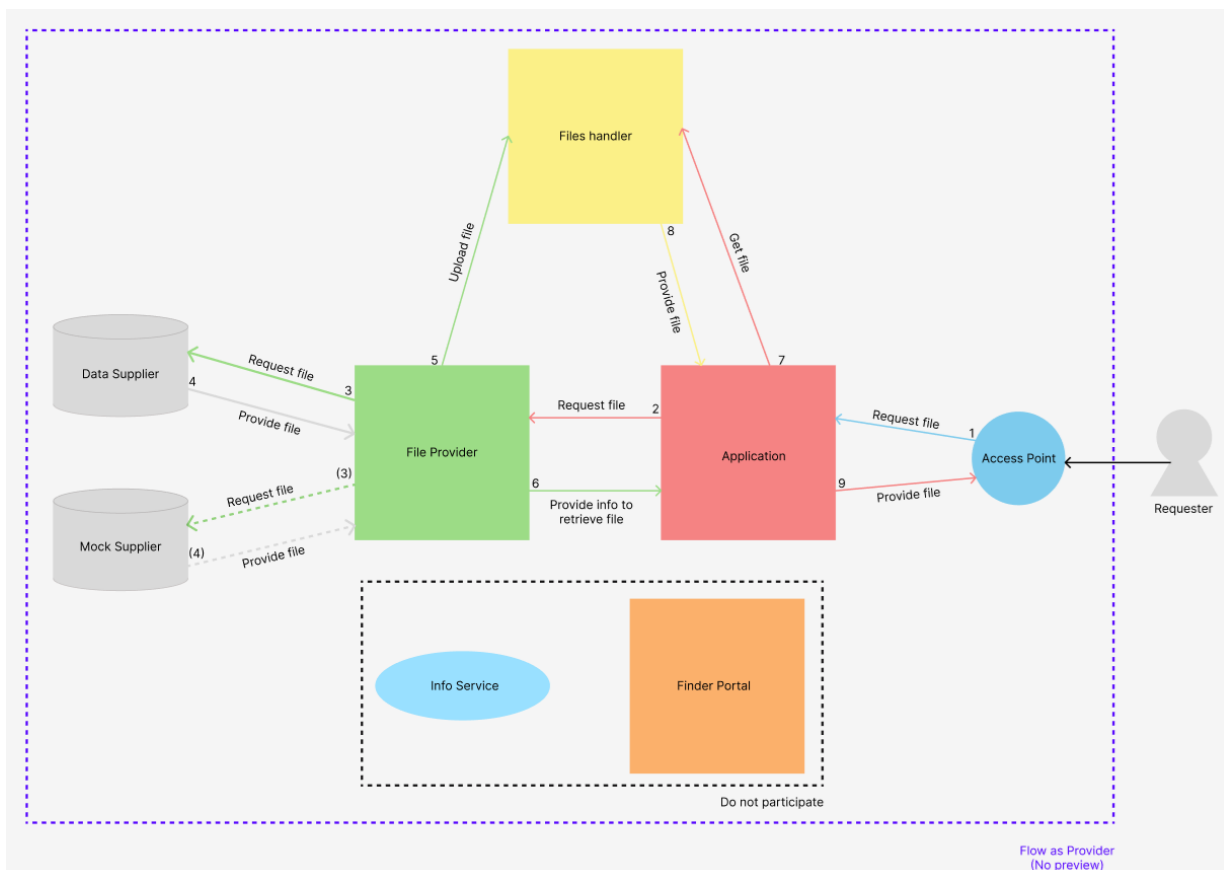 Files handler
Upload file
8
Get file
Provide file
Data Supplier
Request file
4
3
Provide file
5
7
File Provider
Request file
2
Application
Request file
1
Access Point
Requester
(3)
Request file
6
Provide info to
retrieve file
9
Provide file
Mock Supplier
(4)
Provide file
Info Service
Finder Portal
Do not participate
Flow as Provider
(No preview)